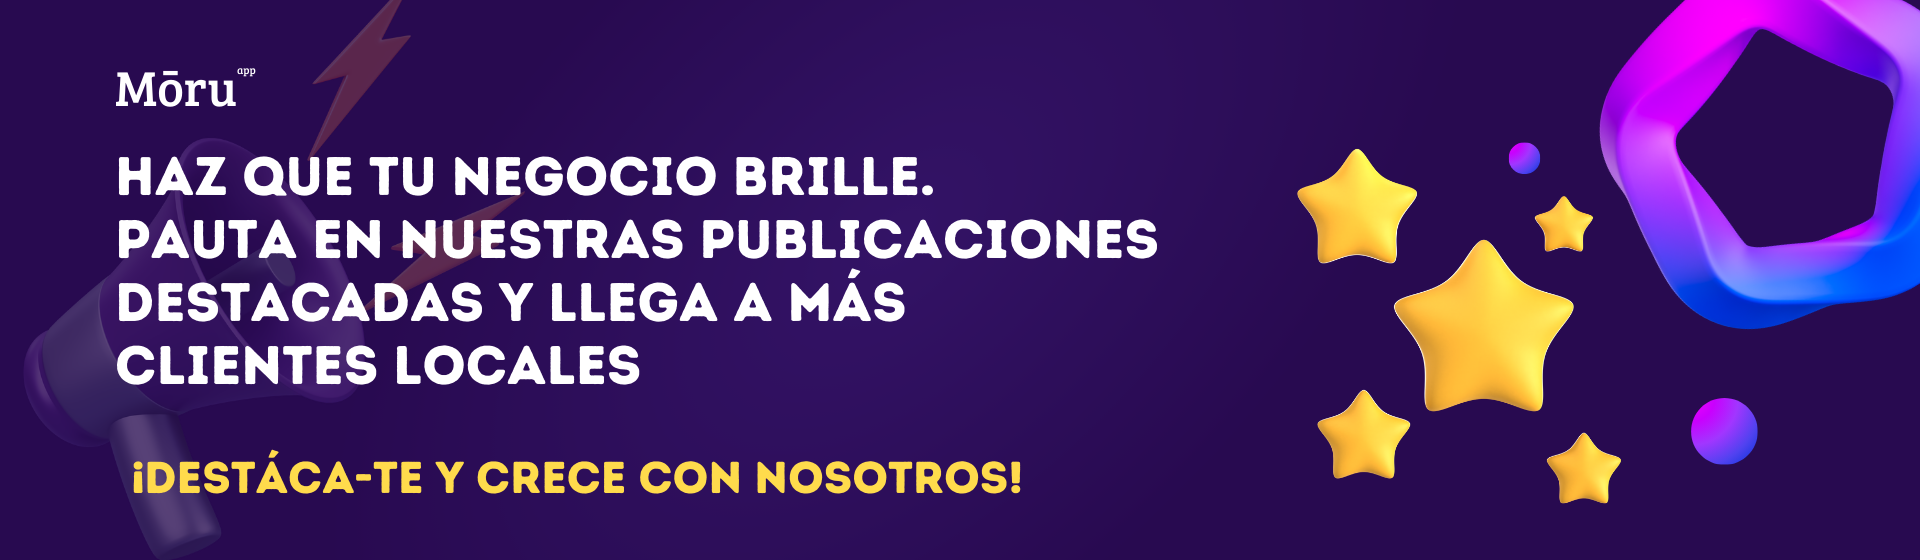 Mōru app
HAZ QUE TU NEGOCIO BRILLE.
PAUTA EN NUESTRAS PUBLICACIONES
DESTACADAS Y LLEGA A MÁS
CLIENTES LOCALES
¡DESTÁCA-TE Y CRECE CON NOSOTROS!